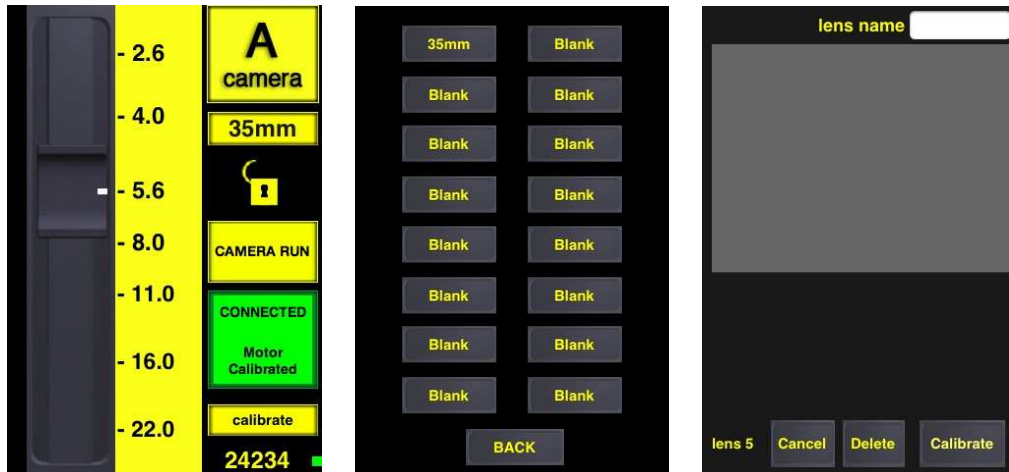 - 2.6
- 4.0
- 5.6
- 8.0
- 11.0
- 16.0
- 22.0
A
camera
35mm
CAMERA RUN
CONNECTED
Motor
Calibrated
calibrate
24234
35mm Blank
Blank Blank
Blank Blank
Blank Blank
Blank Blank
Blank Blank
Blank Blank
Blank Blank
BACK
lens name
lens 5 Cancel Delete Calibrate